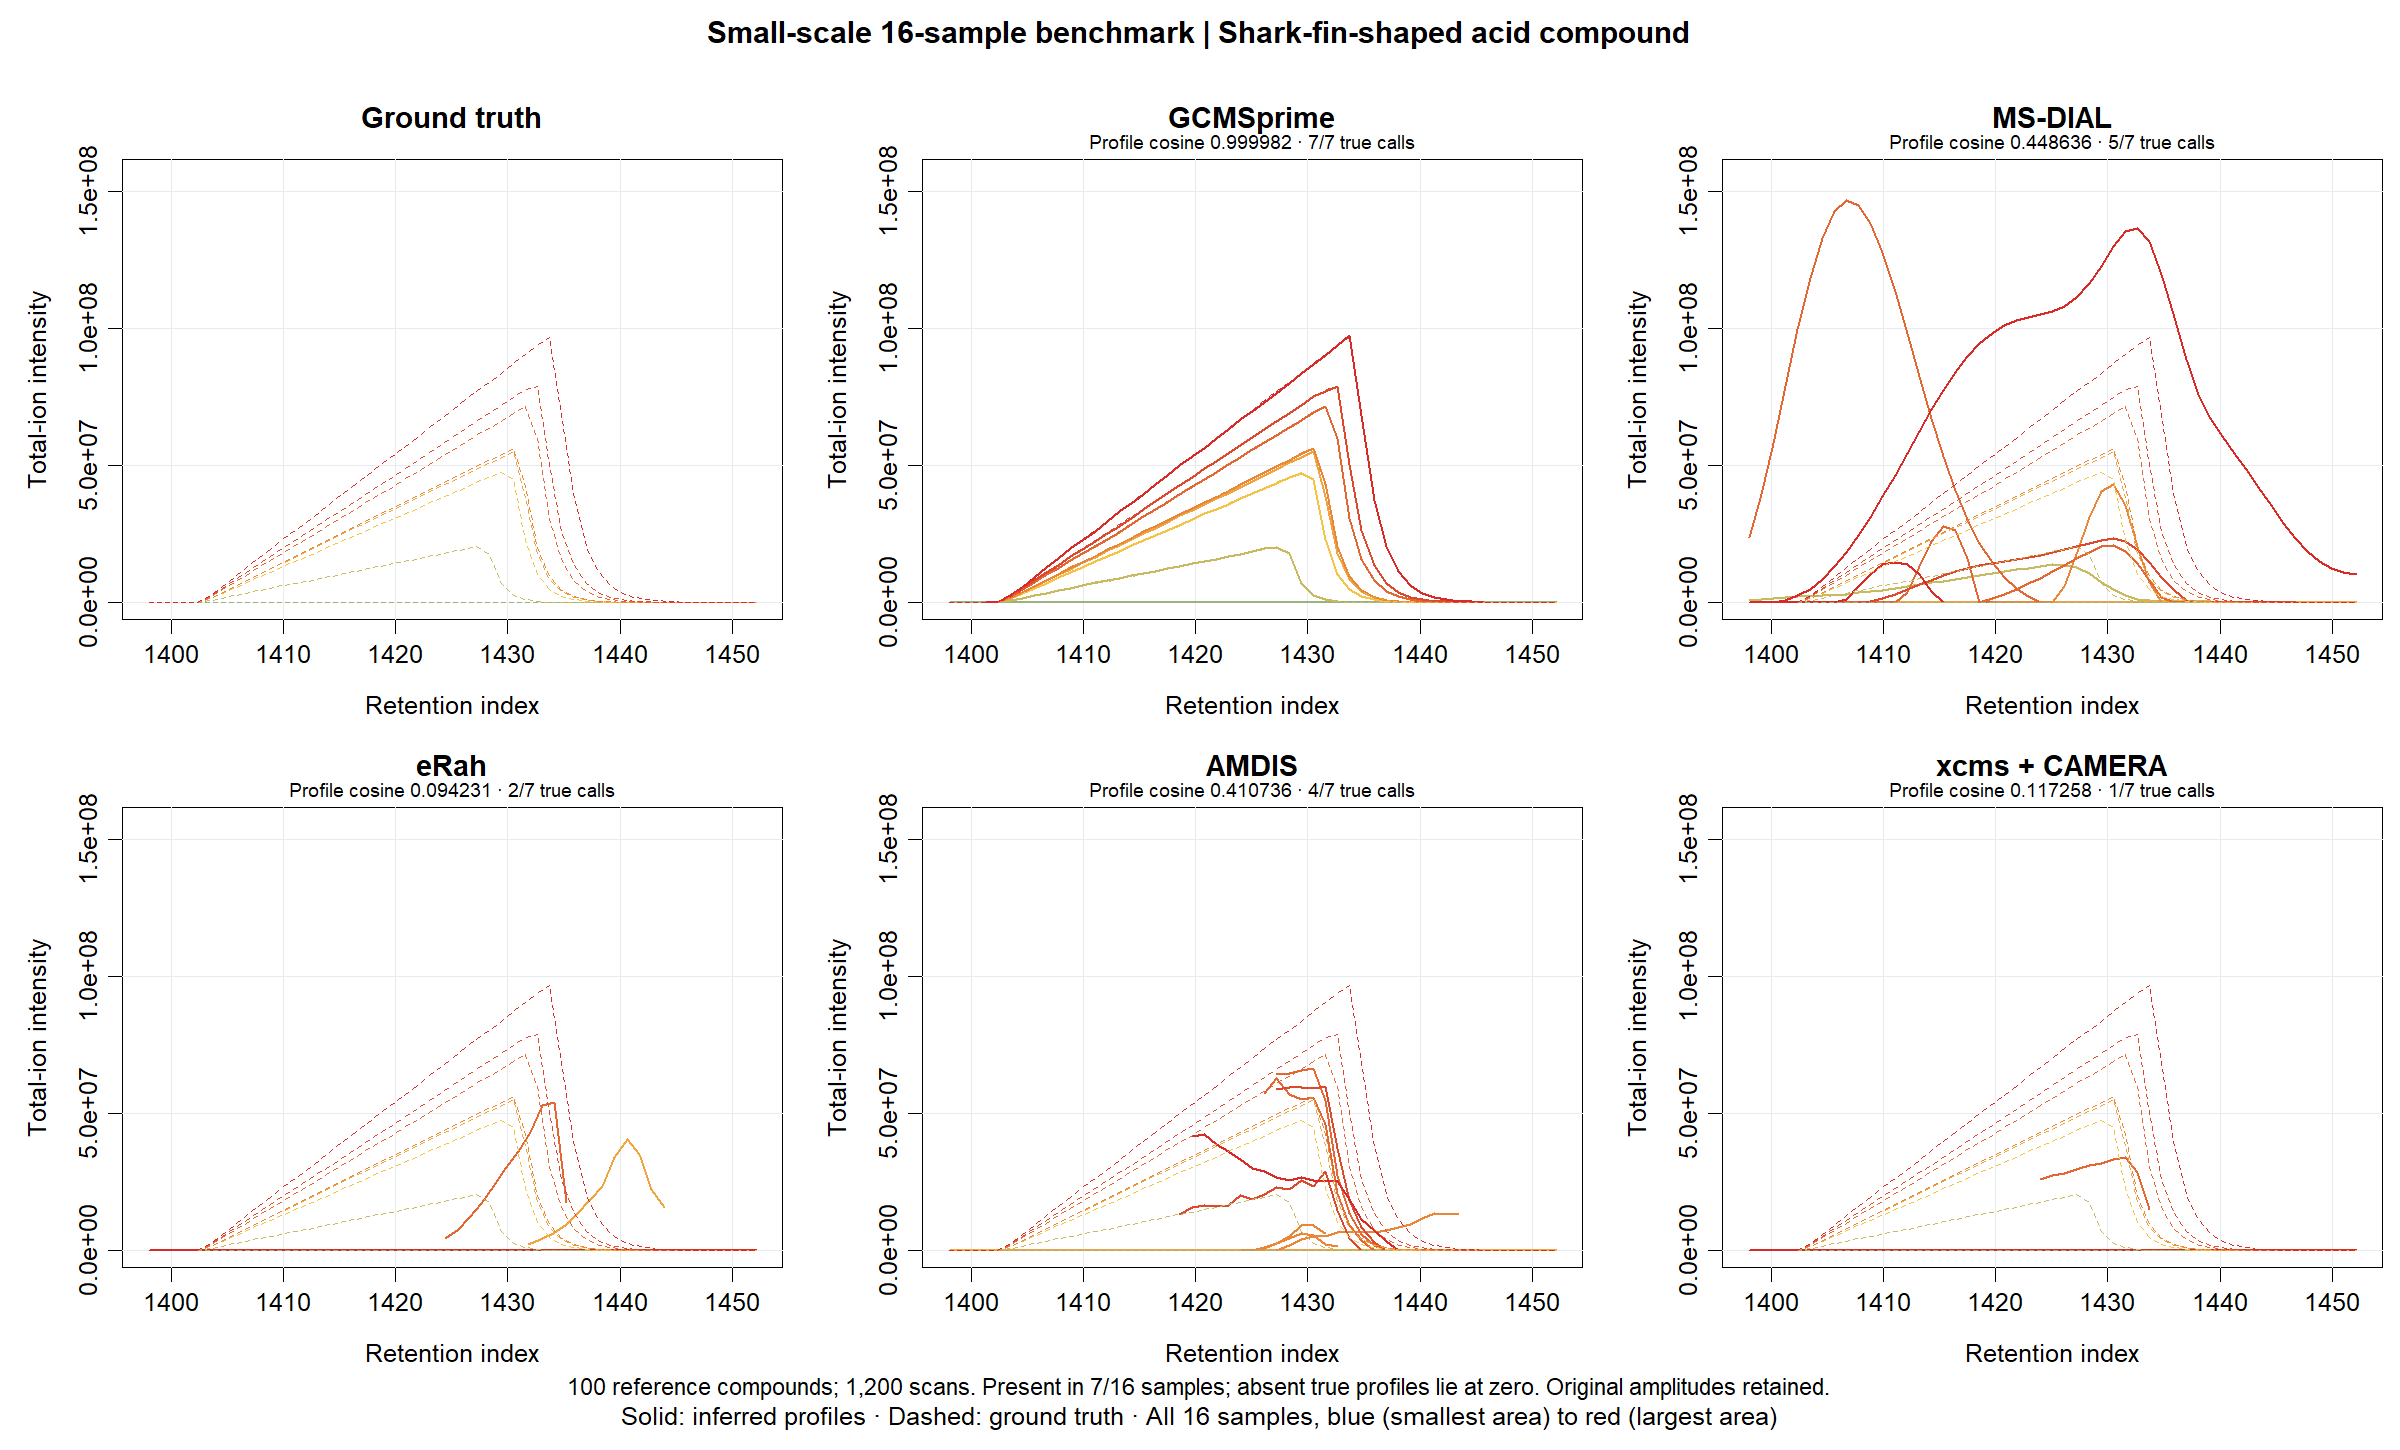 Small-scale 16-sample benchmark | Shark-fin-shaped acid compound
Ground truth
Total-ion intensity
0.0e+00 5.0e+07 1.0e+08 1.5e+08
1400 1410 1420 1430 1440 1450
Retention index
GCMSprime
Profile cosine 0.999982 · 7/7 true calls
Total-ion intensity
0.0e+00 5.0e+07 1.0e+08 1.5e+08
1400 1410 1420 1430 1440 1450
Retention index
MS-DIAL
Profile cosine 0.448636 · 5/7 true calls
Total-ion intensity
0.0e+00 5.0e+07 1.0e+08 1.5e+08
1400 1410 1420 1430 1440 1450
Retention index
eRah
Profile cosine 0.094231 · 2/7 true calls
Total-ion intensity
0.0e+00 5.0e+07 1.0e+08 1.5e+08
1400 1410 1420 1430 1440 1450
Retention index
AMDIS
Profile cosine 0.410736 · 4/7 true calls
Total-ion intensity
0.0e+00 5.0e+07 1.0e+08 1.5e+08
1400 1410 1420 1430 1440 1450
Retention index
xcms + CAMERA
Profile cosine 0.117258 · 1/7 true calls
Total-ion intensity
0.0e+00 5.0e+07 1.0e+08 1.5e+08
1400 1410 1420 1430 1440 1450
Retention index
100 reference compounds; 1,200 scans. Present in 7/16 samples; absent true profiles lie at zero. Original amplitudes retained.
Solid: inferred profiles · Dashed: ground truth · All 16 samples, blue (smallest area) to red (largest area)